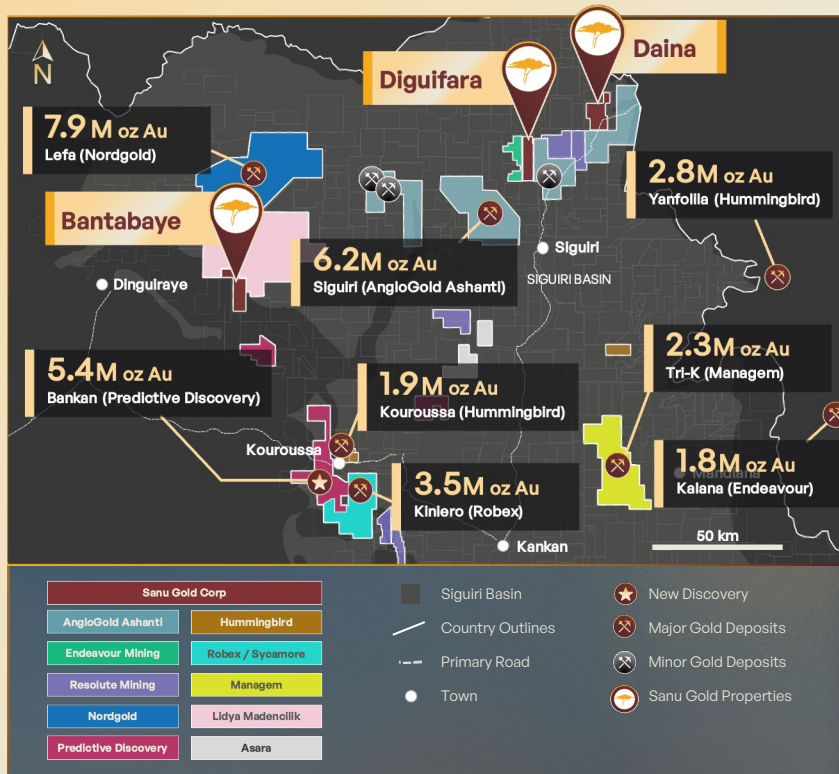 N
Daina
Diguifara
7.9 M oz Au
Lefa (Nordgold)
2.8M oz Au
Yanfolila (Hummingbird)
Bantabaye
6.2M oz Au
Siguiri (AngloGold Ashanti)
Siguiri
SIGUIRI BASIN
Dinguiraye
5.4M oz Au
Bankan (Predictive Discovery)
1.9M oz Au
Kouroussa (Hummingbird)
2.3M oz Au
Tri-K (Managem)
Kouroussa
3.5M oz Au
Kiniero (Robex)
1.8M oz Au
Mandiana
Kalana (Endeavour)
Kankan
50 km
Sanu Gold Corp
AngloGold Ashanti
Hummingbird
Endeavour Mining
Robex / Sycamore
Resolute Mining
Managem
Nordgold
Lidya Madencilik
Predictive Discovery
Asara
Siguiri Basin
Country Outlines
Primary Road
Town
New Discovery
Major Gold Deposits
Minor Gold Deposits
Sanu Gold Properties